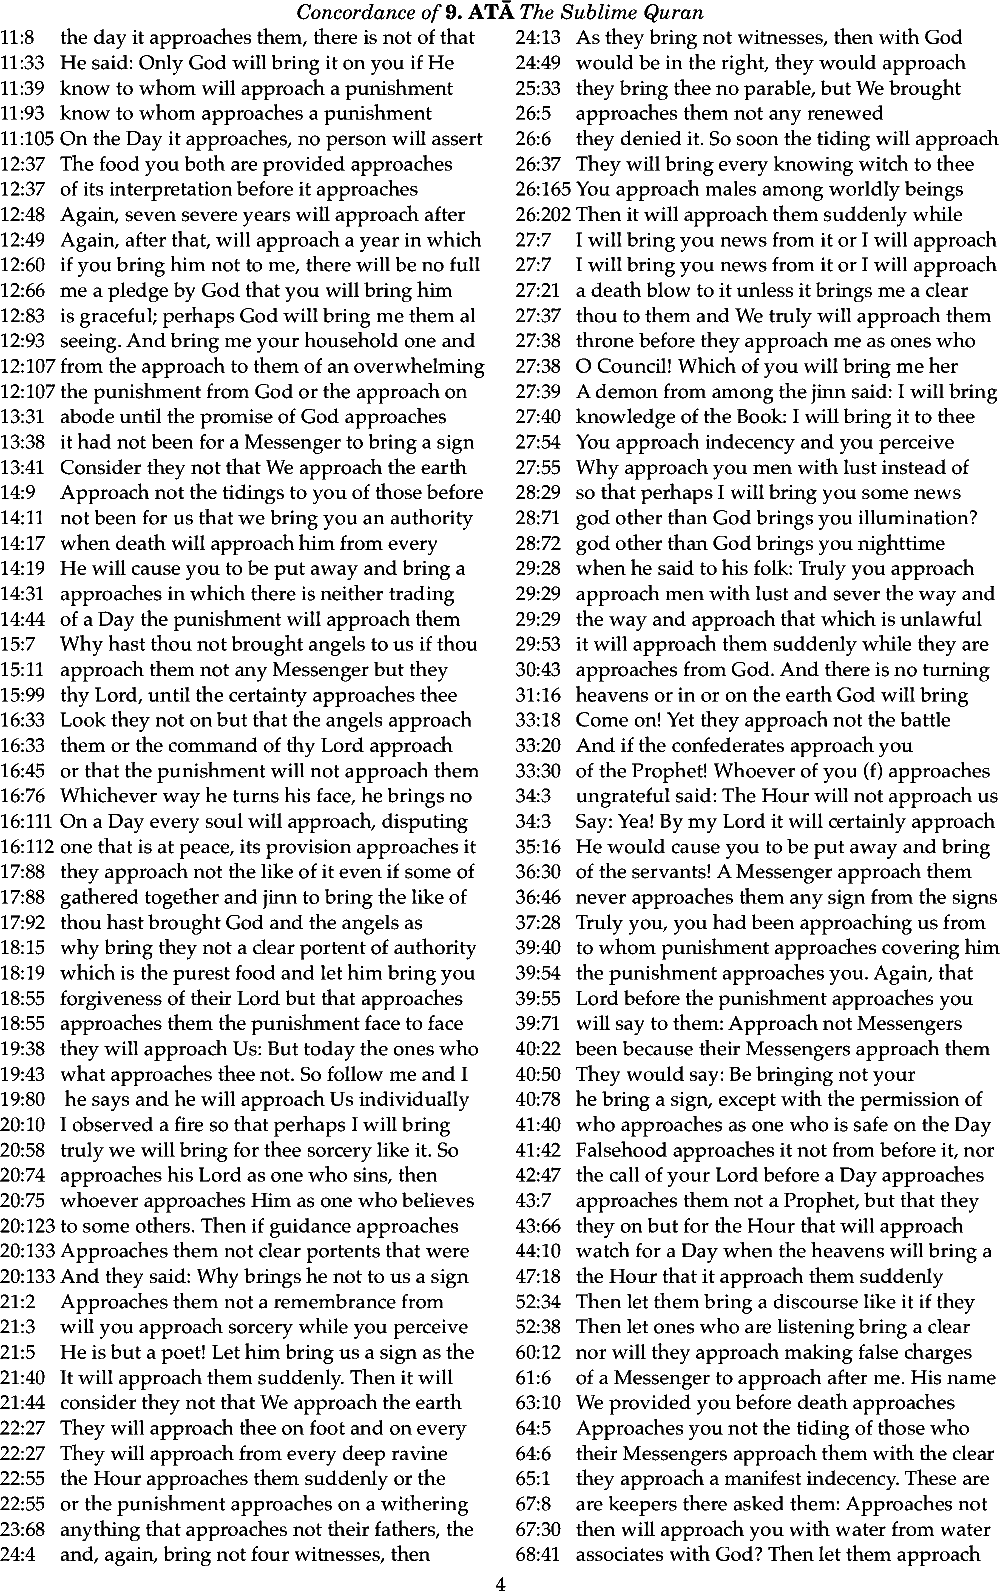 Concordance of 9. ATĀ The Sublime Quran
11:8 the day it approaches them, there is not of that
11:33 He said: Only God will bring it on you if He
11:39 know to whom will approach a punishment
11:93 know to whom approaches a punishment
11:105 On the Day it approaches, no person will assert
12:37 The food you both are provided approaches
12:37 of its interpretation before it approaches
12:48 Again, seven severe years will approach after
12:49 Again, after that, will approach a year in which
12:60 if you bring him not to me, there will be no full
12:66 me a pledge by God that you will bring him
12:83 is graceful; perhaps God will bring me them al
12:93 seeing. And bring me your household one and
12:107 from the approach to them of an overwhelming
12:107 the punishment from God or the approach on
13:31 abode until the promise of God approaches
13:38 it had not been for a Messenger to bring a sign
13:41 Consider they not that We approach the earth
14:9 Approach not the tidings to you of those before
14:11 not been for us that we bring you an authority
14:17 when death will approach him from every
14:19 He will cause you to be put away and bring a
14:31 approaches in which there is neither trading
14:44 of a Day the punishment will approach them
15:7 Why hast thou not brought angels to us if thou
15:11 approach them not any Messenger but they
15:99 thy Lord, until the certainty approaches thee
16:33 Look they not on but that the angels approach
16:33 them or the command of thy Lord approach
16:45 or that the punishment will not approach them
16:76 Whichever way he turns his face, he brings no
16:111 On a Day every soul will approach, disputing
16:112 one that is at peace, its provision approaches it
17:88 they approach not the like of it even if some of
17:88 gathered together and jinn to bring the like of
17:92 thou hast brought God and the angels as
18:15 why bring they not a clear portent of authority
18:19 which is the purest food and let him bring you
18:55 forgiveness of their Lord but that approaches
18:55 approaches them the punishment face to face
19:38 they will approach Us: But today the ones who
19:43 what approaches thee not. So follow me and I
19:80 he says and he will approach Us individually
20:10 I observed a fire so that perhaps I will bring
20:58 truly we will bring for thee sorcery like it. So
20:74 approaches his Lord as one who sins, then
20:75 whoever approaches Him as one who believes
20:123 to some others. Then if guidance approaches
20:133 Approaches them not clear portents that were
20:133 And they said: Why brings he not to us a sign
21:2 Approaches them not a remembrance from
21:3 will you approach sorcery while you perceive
21:5 He is but a poet! Let him bring us a sign as the
21:40 It will approach them suddenly. Then it will
21:44 consider they not that We approach the earth
22:27 They will approach thee on foot and on every
22:27 They will approach from every deep ravine
22:55 the Hour approaches them suddenly or the
22:55 or the punishment approaches on a withering
23:68 anything that approaches not their fathers, the
24:4 and, again, bring not four witnesses, then
24:13 As they bring not witnesses, then with God
24:49 would be in the right, they would approach
25:33 they bring thee no parable, but We brought
26:5 approaches them not any renewed
26:6 they denied it. So soon the tiding will approach
26:37 They will bring every knowing witch to thee
26:165 You approach males among worldly beings
26:202 Then it will approach them suddenly while
27:7 I will bring you news from it or I will approach
27:7 I will bring you news from it or I will approach
27:21 a death blow to it unless it brings me a clear
27:37 thou to them and We truly will approach them
27:38 throne before they approach me as ones who
27:38 O Council! Which of you will bring me her
27:39 A demon from among the jinn said: I will bring
27:40 knowledge of the Book: I will bring it to thee
27:54 You approach indecency and you perceive
27:55 Why approach you men with lust instead of
28:29 so that perhaps I will bring you some news
28:71 god other than God brings you illumination?
28:72 god other than God brings you nighttime
29:28 when he said to his folk: Truly you approach
29:29 approach men with lust and sever the way and
29:29 the way and approach that which is unlawful
29:53 it will approach them suddenly while they are
30:43 approaches from God. And there is no turning
31:16 heavens or in or on the earth God will bring
33:18 Come on! Yet they approach not the battle
33:20 And if the confederates approach you
33:30 of the Prophet! Whoever of you (f) approaches
34:3 ungrateful said: The Hour will not approach us
34:3 Say: Yea! By my Lord it will certainly approach
35:16 He would cause you to be put away and bring
36:30 of the servants! A Messenger approach them
36:46 never approaches them any sign from the signs
37:28 Truly you, you had been approaching us from
39:40 to whom punishment approaches covering him
39:54 the punishment approaches you. Again, that
39:55 Lord before the punishment approaches you
39:71 will say to them: Approach not Messengers
40:22 been because their Messengers approach them
40:50 They would say: Be bringing not your
40:78 he bring a sign, except with the permission of
41:40 who approaches as one who is safe on the Day
41:42 Falsehood approaches it not from before it, nor
42:47 the call of your Lord before a Day approaches
43:7 approaches them not a Prophet, but that they
43:66 they on but for the Hour that will approach
44:10 watch for a Day when the heavens will bring a
47:18 the Hour that it approach them suddenly
52:34 Then let them bring a discourse like it if they
52:38 Then let ones who are listening bring a clear
60:12 nor will they approach making false charges
61:6 of a Messenger to approach after me. His name
63:10 We provided you before death approaches
64:5 Approaches you not the tiding of those who
64:6 their Messengers approach them with the clear
65:1 they approach a manifest indecency. These are
67:8 are keepers there asked them: Approaches not
67:30 then will approach you with water from water
68:41 associates with God? Then let them approach
4